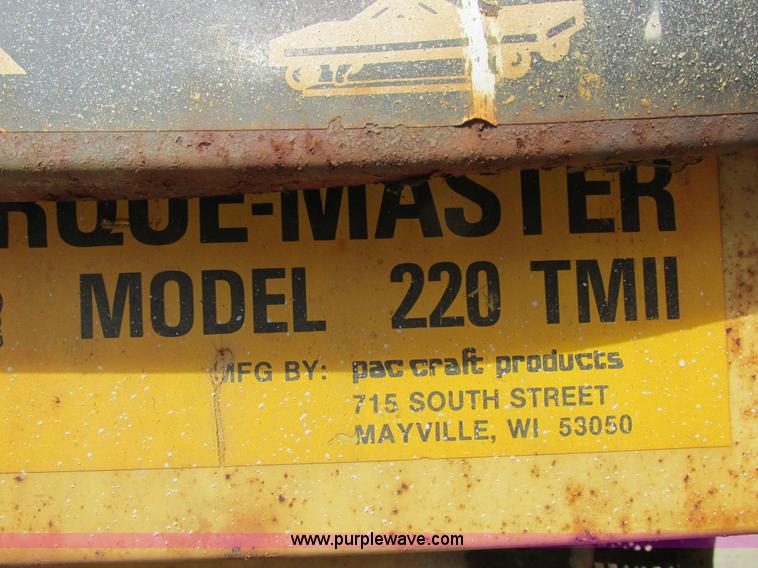 RQUE-MASTER
MODEL 220 TMII
MFG BY: pac craft products
715 SOUTH STREET
MAYVILLE, WI 53050
www.purplewave.com